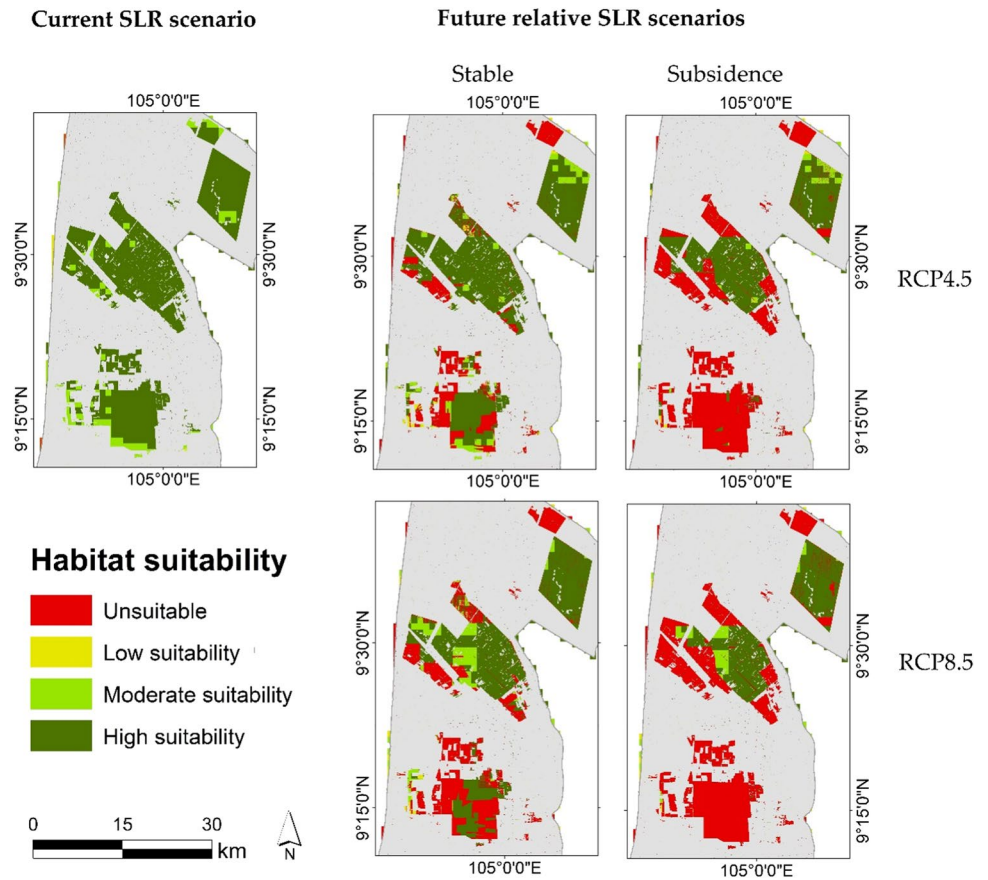 Current SLR scenario
Future relative SLR scenarios
Stable
Subsidence
105°0'0"E
105°0'0"E
105°0'0"E
9°30'0"N
9°30'0"N
9°30'0"N
RCP4.5
9°15'0"N
9°15'0"N
9°15'0"N
9°15'0"N
105°0'0"E
105°0'0"E
105°0'0"E
Habitat suitability
Unsuitable
Low suitability
Moderate suitability
High suitability
9°30'0"N
9°30'0"N
RCP8.5
9°15'0"N
9°15'0"N
0 15 30
km
N
105°0'0"E
105°0'0"E